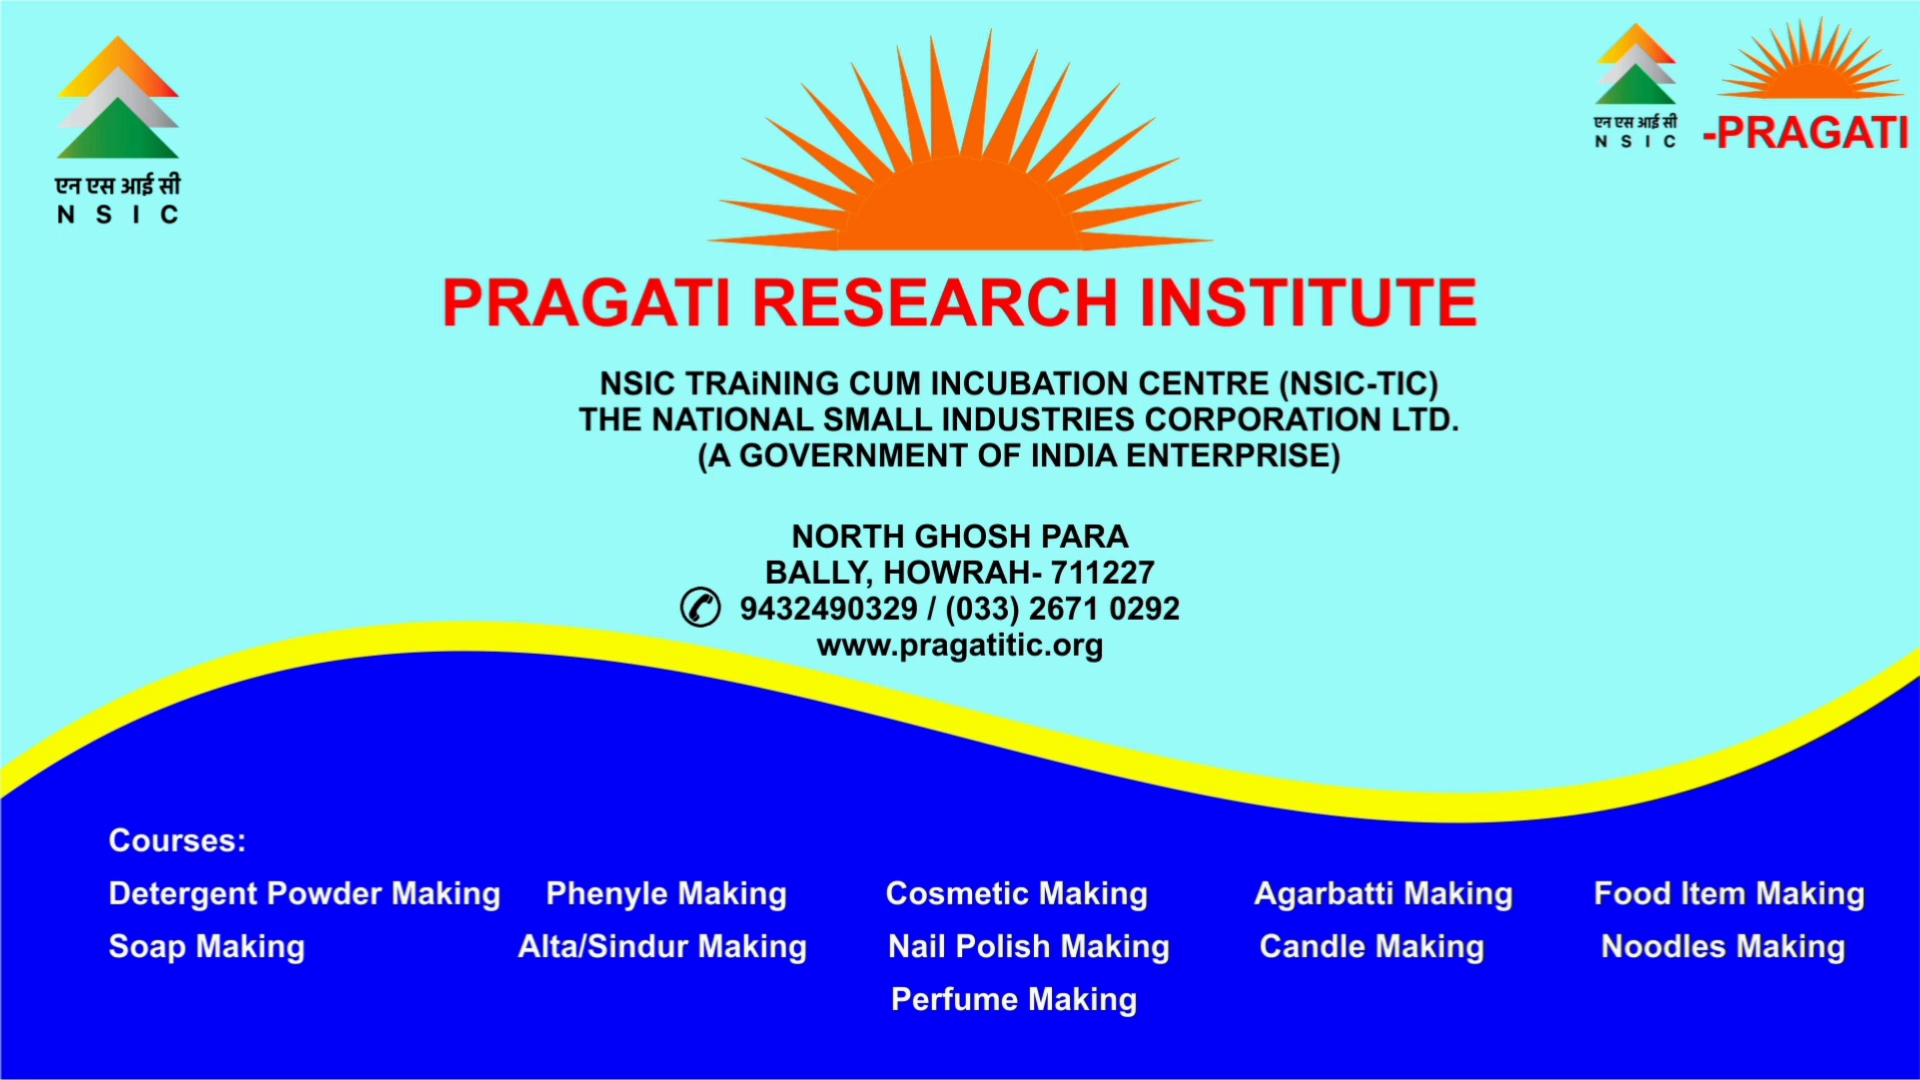 एन एस आई सी
N S I C
एन एस आई सी
N S I C
-PRAGATI
PRAGATI RESEARCH INSTITUTE
NSIC TRAiNING CUM INCUBATION CENTRE (NSIC-TIC)
THE NATIONAL SMALL INDUSTRIES CORPORATION LTD.
(A GOVERNMENT OF INDIA ENTERPRISE)
NORTH GHOSH PARA
BALLY, HOWRAH- 711227
9432490329 / (033) 2671 0292
www.pragatitic.org
Courses:
Detergent Powder Making Phenyle Making Cosmetic Making Agarbatti Making Food Item Making
Soap Making Alta/Sindur Making Nail Polish Making Candle Making Noodles Making
Perfume Making